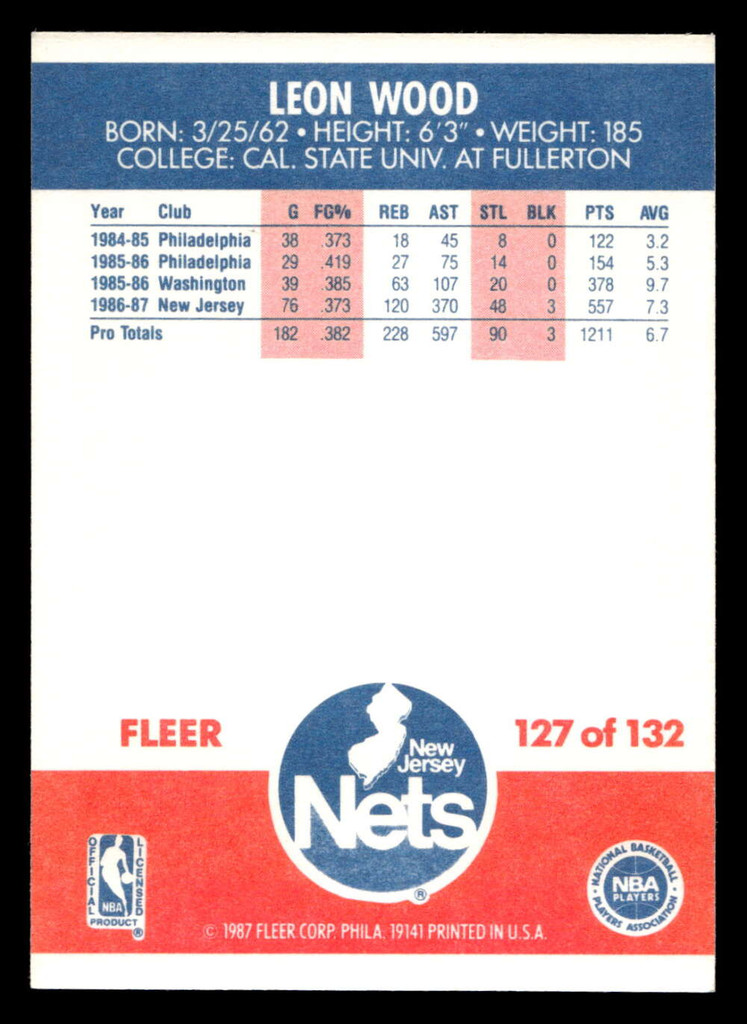 LEON WOOD
BORN: 3/25/62 • HEIGHT: 6'3" • WEIGHT: 185
COLLEGE: CAL. STATE UNIV. AT FULLERTON
Year Club G FG% REB AST STL BLK PTS AVG
1984-85 Philadelphia 38 .373 18 45 8 0 122 3.2
1985-86 Philadelphia 29 .419 27 75 14 0 154 5.3
1985-86 Washington 39 .385 63 107 20 0 378 9.7
1986-87 New Jersey 76 .373 120 370 48 3 557 7.3
Pro Totals 182 .382 228 597 90 3 1211 6.7
FLEER
127 of 132
New
Jersey
Nets
®
OFFICIAL
LICENSED
NBA
PRODUCT
®
NATIONAL BASKETBALL
NBA
PLAYERS
PLAYERS ASSOCIATION
© 1987 FLEER CORP. PHILA. 19141 PRINTED IN U.S.A.